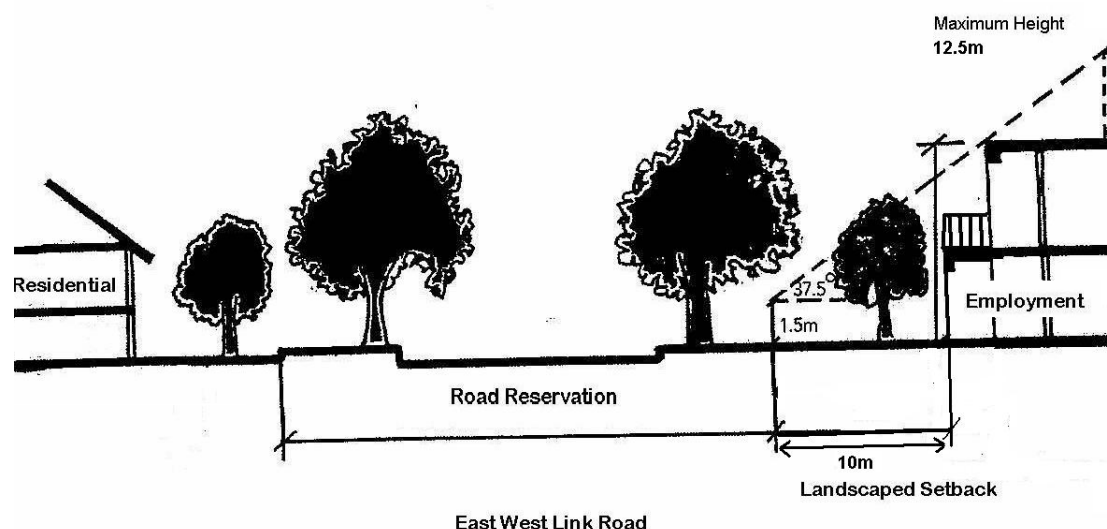 Maximum Height
12.5m
37.5°
Residential
Employment
1.5m
Road Reservation
10m
Landscaped Setback
East West Link Road